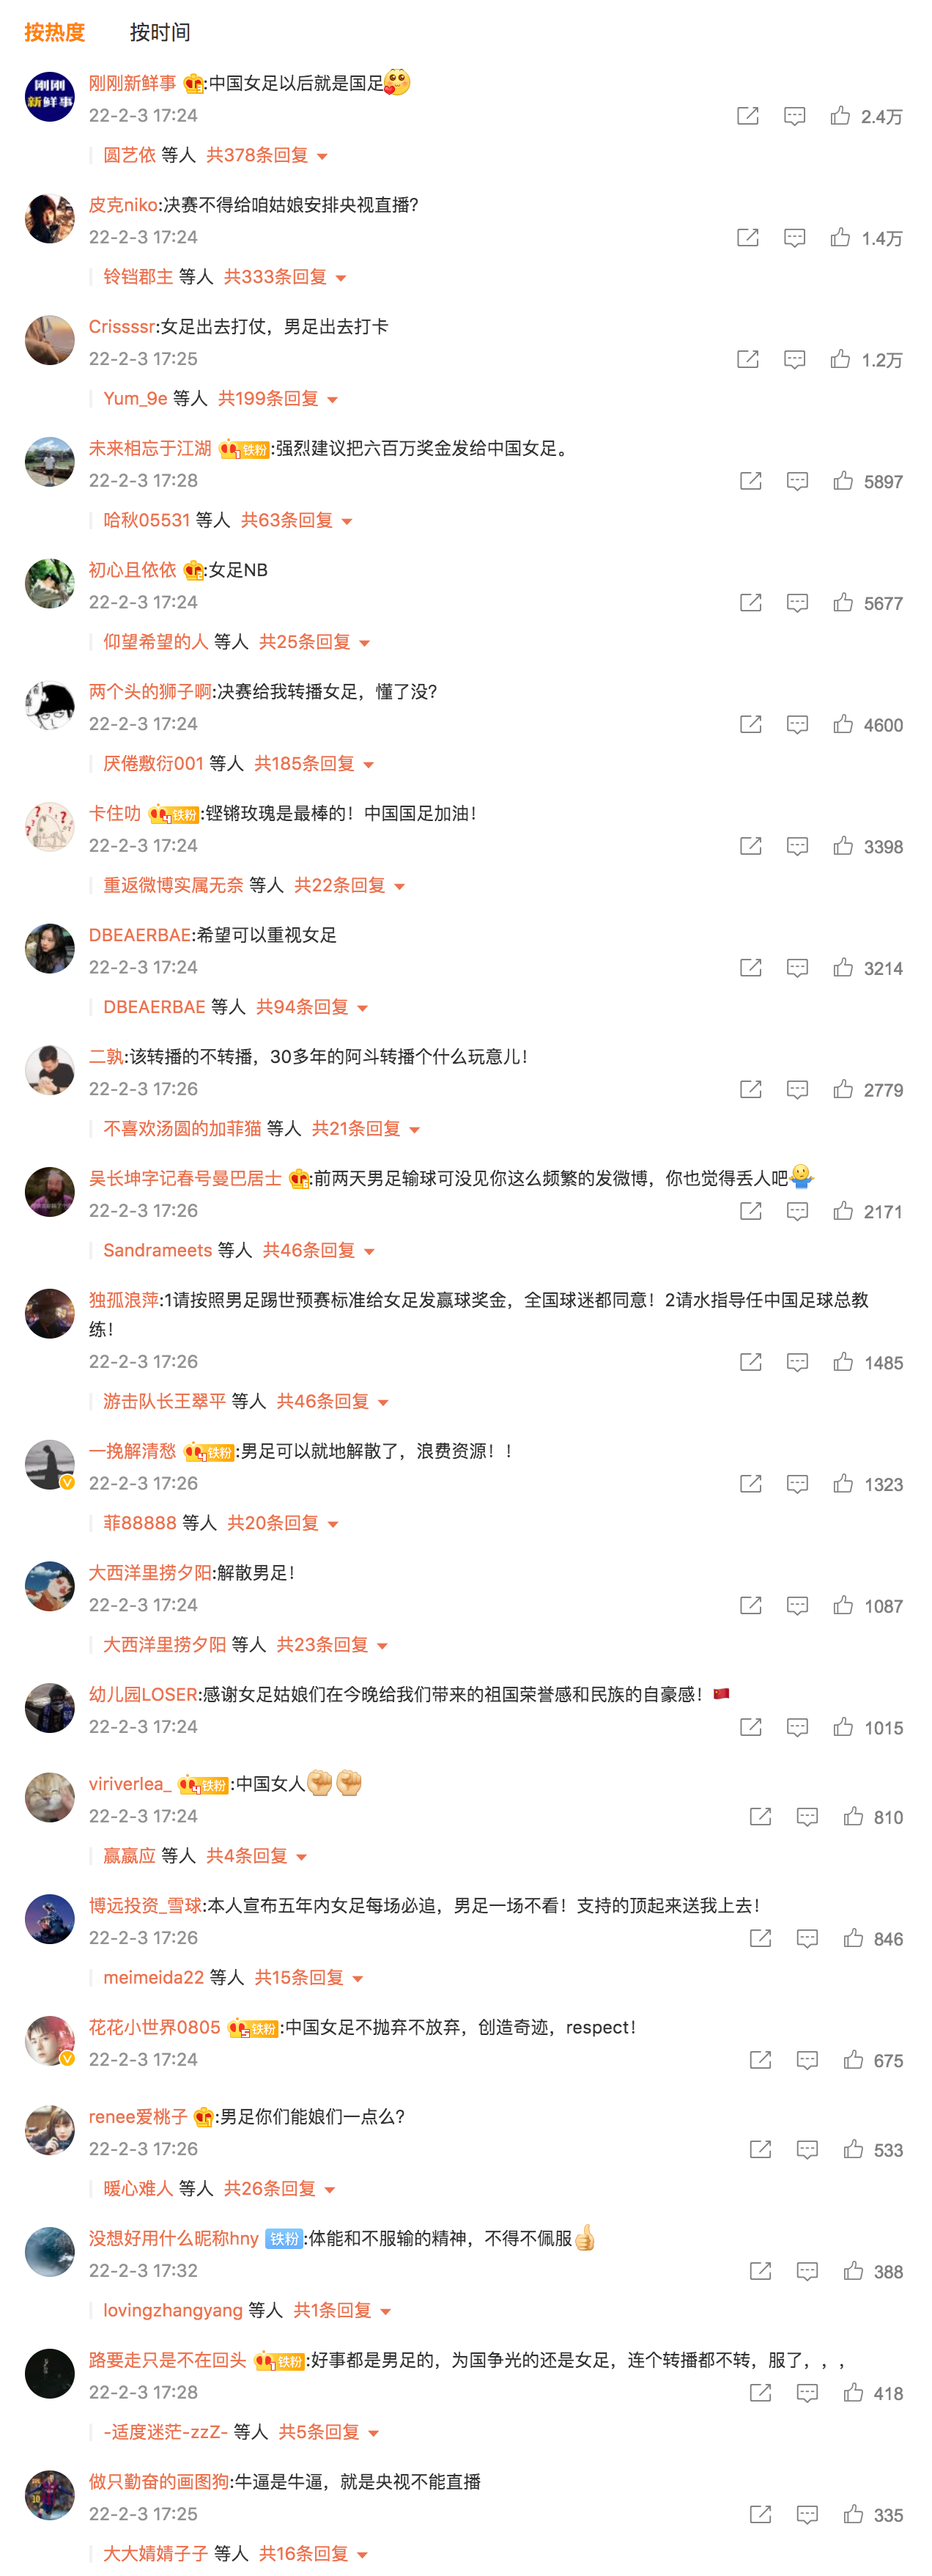 按热度 按时间
刚刚新鲜事 :中国女足以后就是国足
22-2-3 17:24 2.4万
圆艺依 等人 共378条回复
皮克niko:决赛不得给咱姑娘安排央视直播?
22-2-3 17:24 1.4万
铃铛郡主 等人 共333条回复
Crissssr:女足出去打仗，男足出去打卡
22-2-3 17:25 1.2万
Yum_9e 等人 共199条回复
未来相忘于江湖 1铁粉:强烈建议把六百万奖金发给中国女足。
22-2-3 17:28 5897
哈秋05531 等人 共63条回复
初心且依依 :女足NB
22-2-3 17:24 5677
仰望希望的人 等人 共25条回复
两个头的狮子啊:决赛给我转播女足，懂了没?
22-2-3 17:24 4600
厌倦敷衍001 等人 共185条回复
卡住叻 4铁粉:铿锵玫瑰是最棒的！中国国足加油！
22-2-3 17:24 3398
重返微博实属无奈 等人 共22条回复
DBEAERBAE:希望可以重视女足
22-2-3 17:24 3214
DBEAERBAE 等人 共94条回复
二孰:该转播的不转播，30多年的阿斗转播个什么玩意儿！
22-2-3 17:26 2779
不喜欢汤圆的加菲猫 等人 共21条回复
吴长坤字记春号曼巴居士 :前两天男足输球可没见你这么频繁的发微博，你也觉得丢人吧
22-2-3 17:26 2171
Sandrameets 等人 共46条回复
独孤浪萍:1请按照男足踢世预赛标准给女足发赢球奖金，全国球迷都同意！2请水指导任中国足球总教
练！
22-2-3 17:26 1485
游击队长王翠平 等人 共46条回复
一挽解清愁 4铁粉:男足可以就地解散了，浪费资源！！
22-2-3 17:26 1323
菲88888 等人 共20条回复
大西洋里捞夕阳:解散男足！
22-2-3 17:24 1087
大西洋里捞夕阳 等人 共23条回复
幼儿园LOSER:感谢女足姑娘们在今晚给我们带来的祖国荣誉感和民族的自豪感！🇨🇳
22-2-3 17:24 1015
viriverlea_ 4铁粉:中国女人
22-2-3 17:24 810
赢嬴应 等人 共4条回复
博远投资_雪球:本人宣布五年内女足每场必追，男足一场不看！支持的顶起来送我上去！
22-2-3 17:26 846
meimeida22 等人 共15条回复
花花小世界0805 5铁粉:中国女足不抛弃不放弃，创造奇迹，respect！
22-2-3 17:24 675
renee爱桃子 :男足你们能娘们一点么?
22-2-3 17:26 533
暖心难人 等人 共26条回复
没想好用什么昵称hny 铁粉:体能和不服输的精神，不得不佩服
22-2-3 17:32 388
lovingzhangyang 等人 共1条回复
路要走只是不在回头 1铁粉:好事都是男足的，为国争光的还是女足，连个转播都不转，服了，，，
22-2-3 17:28 418
-适度迷茫-zzZ- 等人 共5条回复
做只勤奋的画图狗:牛逼是牛逼，就是央视不能直播
22-2-3 17:25 335
大大婧婧子子 等人 共16条回复